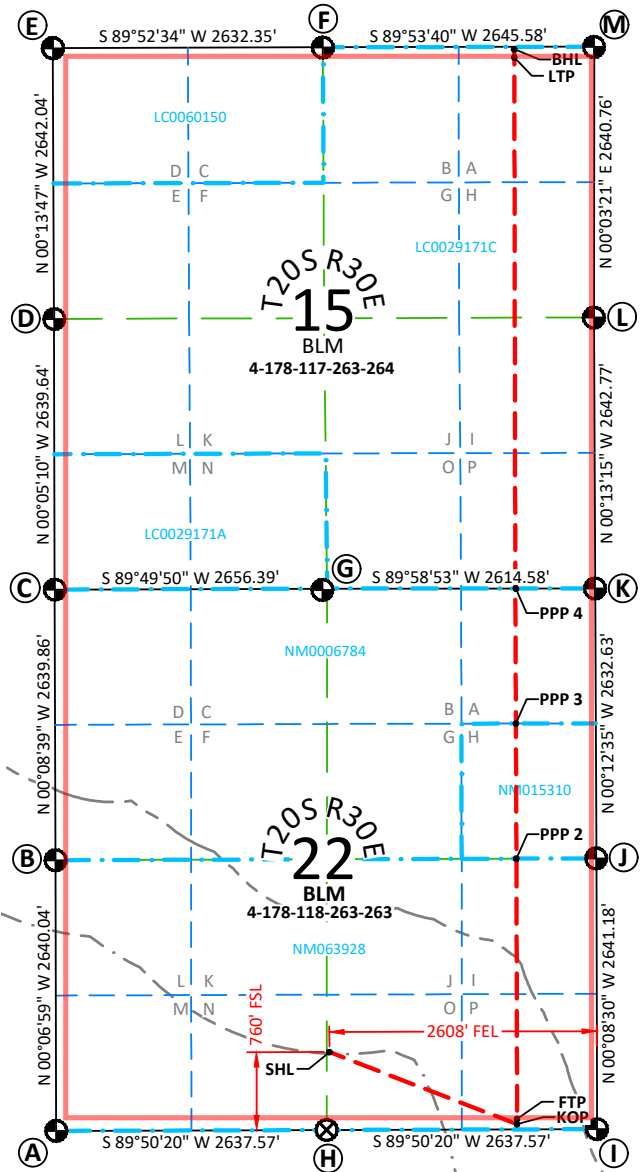 E
F
M
S 89°52'34" W 2632.35'
S 89°53'40" W 2645.58'
BHL
LTP
N 00°13'47" W 2642.04'
N 00°03'21" E 2640.76'
LC0060150
D C
E F
B A
G H
LC0029171C
T20S R30E
15
BLM
4-178-117-263-264
D
L
N 00°05'10" W 2639.64'
N 00°13'15" W 2642.77'
L K
M N
J I
O P
LC0029171A
S 89°49'50" W 2656.39'
G
S 89°58'53" W 2614.58'
C
K
PPP 4
NM0006784
N 00°08'39" W 2639.86'
N 00°12'35" W 2632.63'
D C
E F
B A
G H
PPP 3
NM015310
T20S R30E
22
BLM
4-178-118-263-263
B
PPP 2
J
NM063928
N 00°06'59" W 2640.04'
N 00°08'30" W 2641.18'
L K
M N
J I
O P
760' FSL
2608' FEL
SHL
FTP
KOP
A
S 89°50'20" W 2637.57'
H
S 89°50'20" W 2637.57'
I